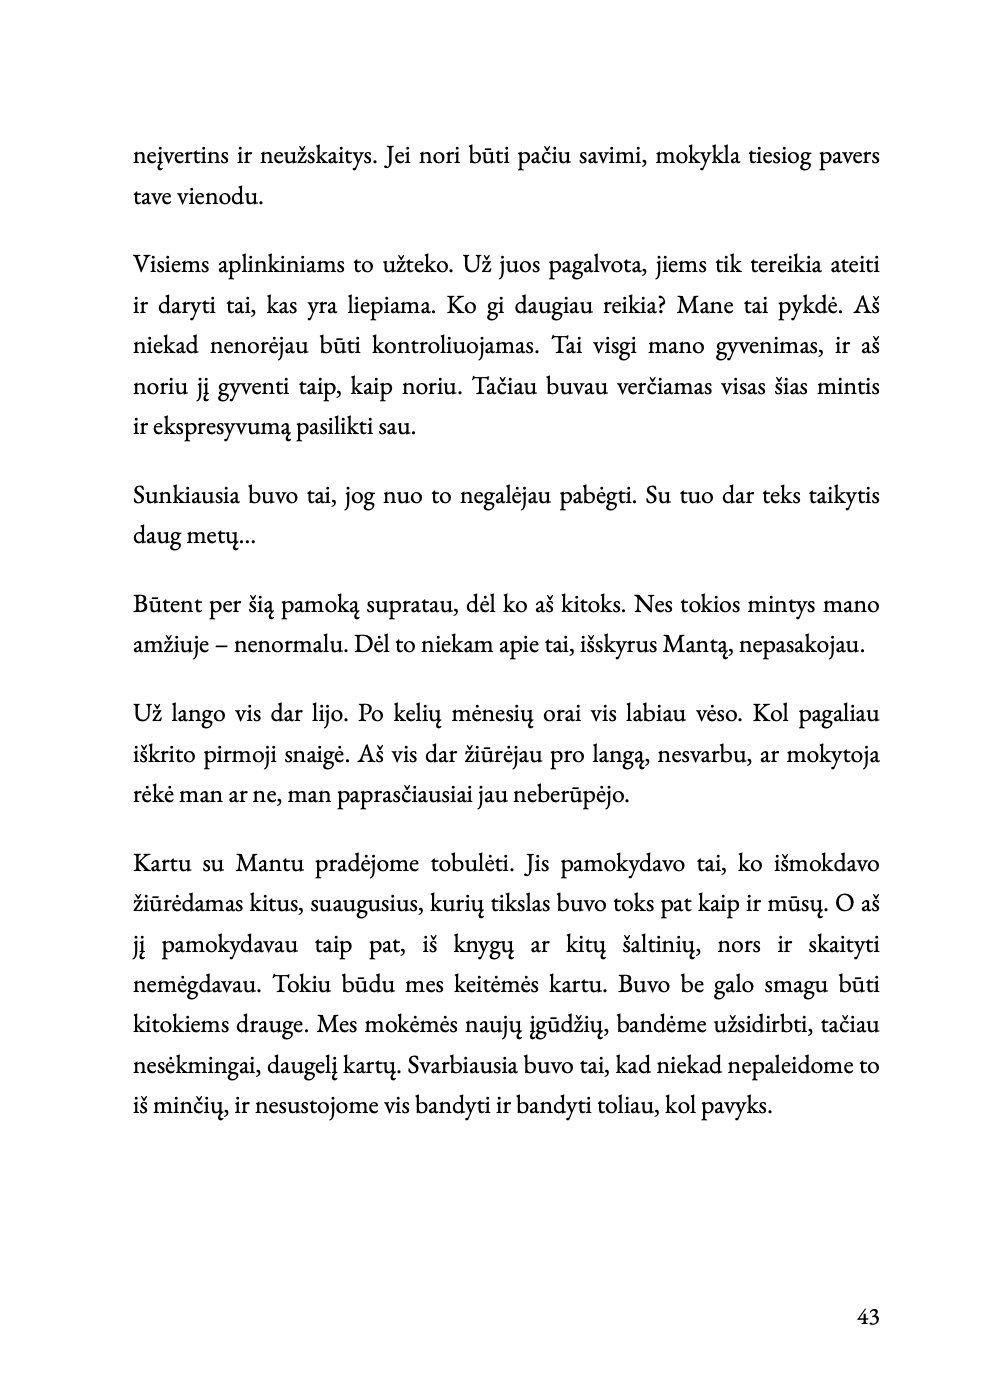 neįvertins ir neužskaitys. Jei nori būti pačiu savimi, mokykla tiesiog pavers
tave vienodu.
Visiems aplinkiniams to užteko. Už juos pagalvota, jiems tik tereikia ateiti
ir daryti tai, kas yra liepiama. Ko gi daugiau reikia? Mane tai pykdė. Aš
niekad nenorėjau būti kontroliuojamas. Tai visgi mano gyvenimas, ir aš
noriu jį gyventi taip, kaip noriu. Tačiau buvau verčiamas visas šias mintis
ir ekspresyvumą pasilikti sau.
Sunkiausia buvo tai, jog nuo to negalėjau pabėgti. Su tuo dar teks taikytis
daug metų...
Būtent per šią pamoką supratau, dėl ko aš kitoks. Nes tokios mintys mano
amžiuje – nenormalu. Dėl to niekam apie tai, išskyrus Mantą, nepasakojau.
Už lango vis dar lijo. Po kelių mėnesių orai vis labiau vėso. Kol pagaliau
iškrito pirmoji snaigė. Aš vis dar žiūrėjau pro langą, nesvarbu, ar mokytoja
rėkė man ar ne, man paprasčiausiai jau neberūpėjo.
Kartu su Mantu pradėjome tobulėti. Jis pamokydavo tai, ko išmokdavo
žiūrėdamas kitus, suaugusius, kurių tikslas buvo toks pat kaip ir mūsų. O aš
jį pamokydavau taip pat, iš knygų ar kitų šaltinių, nors ir skaityti
nemėgdavau. Tokiu būdu mes keitėmės kartu. Buvo be galo smagu būti
kitokiems drauge. Mes mokėmės naujų įgūdžių, bandėme užsidirbti, tačiau
nesėkmingai, daugelį kartų. Svarbiausia buvo tai, kad niekad nepaleidome to
iš minčių, ir nesustojome vis bandyti ir bandyti toliau, kol pavyks.
43